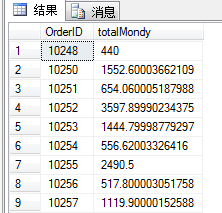 结果 消息
OrderID totalMondy
1 10248 440
2 10250 1552.60003662109
3 10251 654.060005187988
4 10252 3597.89990234375
5 10253 1444.79998779297
6 10254 556.62003326416
7 10255 2490.5
8 10256 517.800003051758
9 10257 1119.90000152588